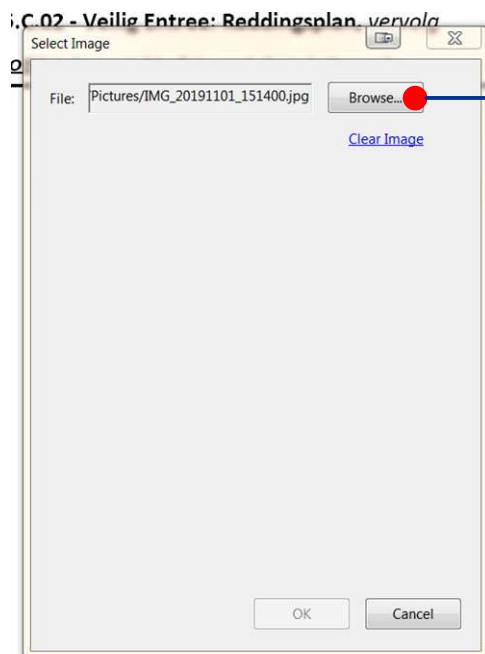 .C.02 - Veilig Entree: Reddingsplan, vervolg
Select Image
File: Pictures/IMG_20191101_151400.jpg Browse...
Clear Image
OK Cancel